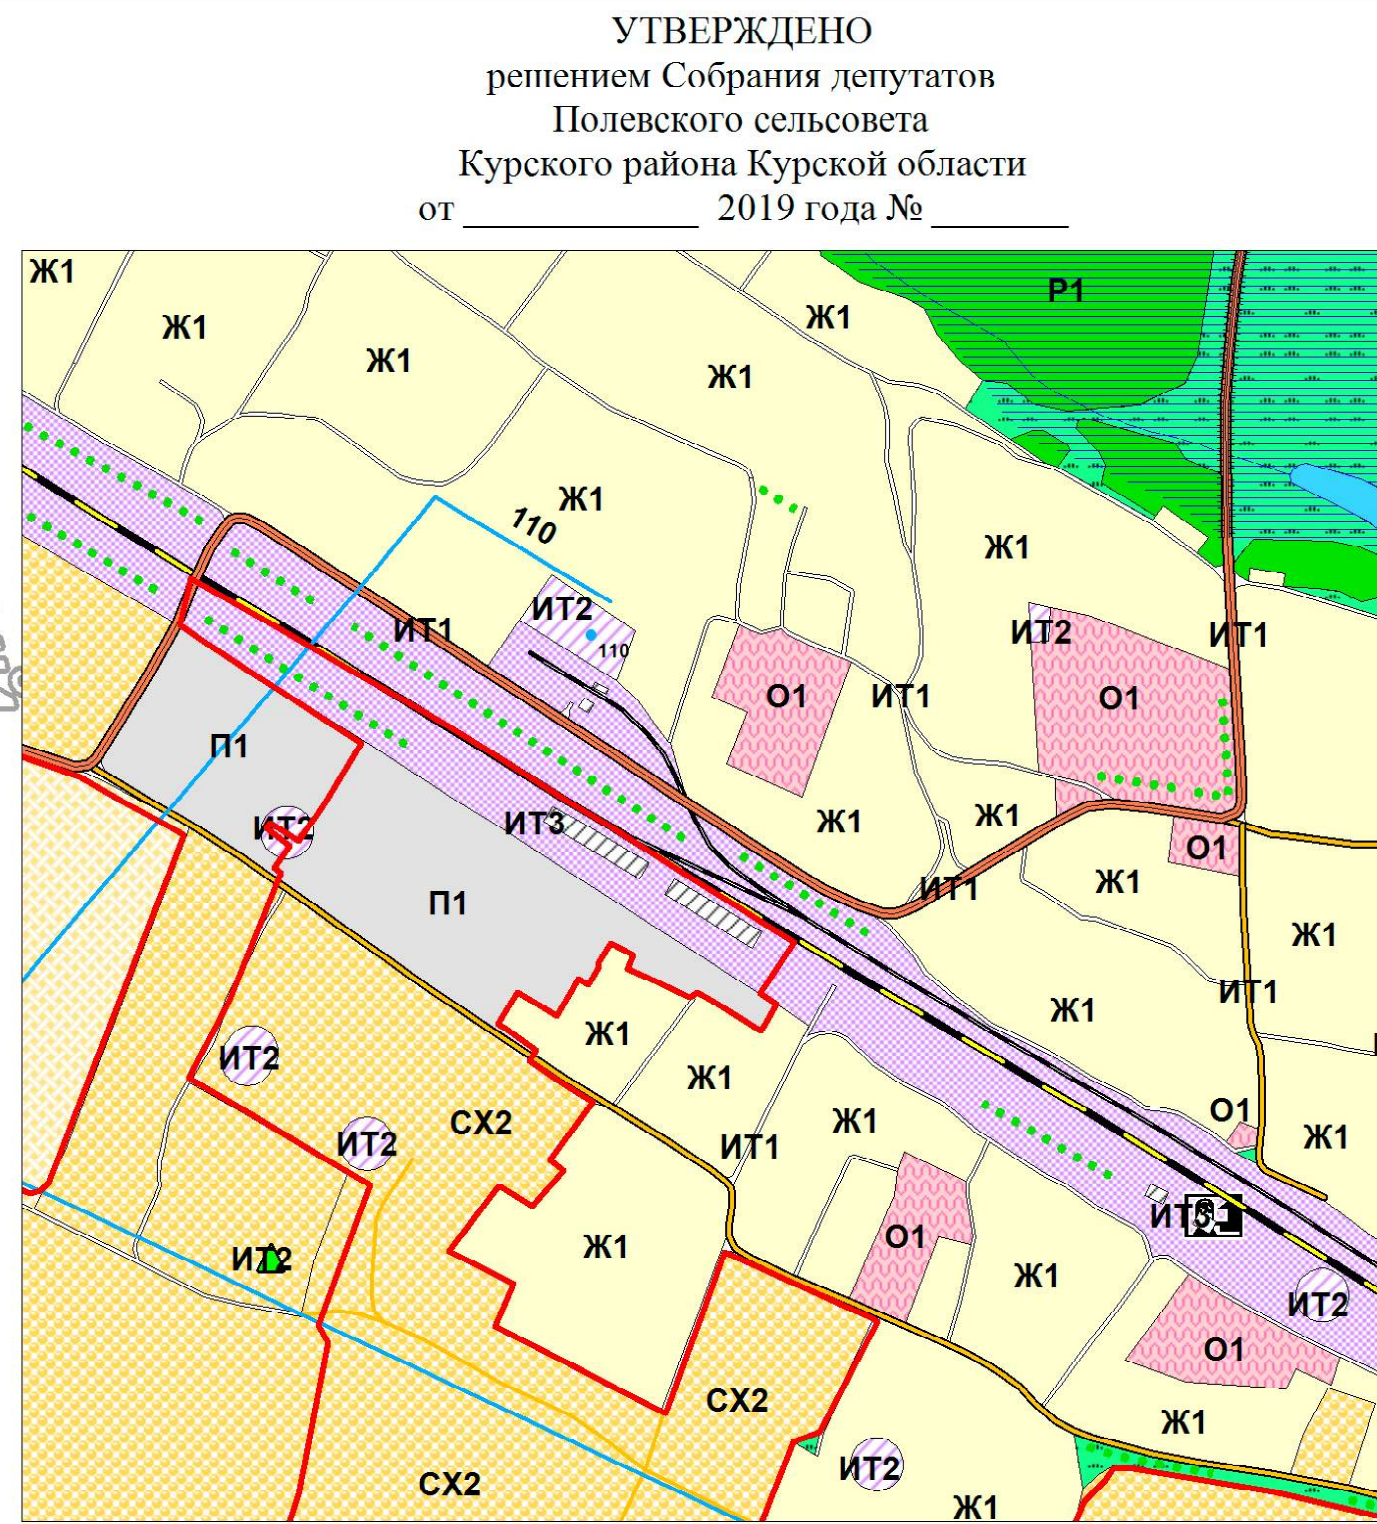 УТВЕРЖДЕНО
решением Собрания депутатов
Полевского сельсовета
Курского района Курской области
от 2019 года №
Ж1
Р1
Ж1
Ж1
Ж1
Ж1
Ж1
110
Ж1
ИТ2
ИТ1
110
ИТ2
ИТ1
О1
ИТ1
О1
П1
ИТ3
ИТ2
Ж1
Ж1
О1
Ж1
ИТ1
П1
Ж1
ИТ1
Ж1
Ж1
ИТ2
Ж1
О1
Ж1
СХ2
Ж1
ИТ2
ИТ1
ИТ3
О1
Ж1
ИТ2
Ж1
ИТ2
О1
СХ2
Ж1
ИТ2
СХ2
Ж1